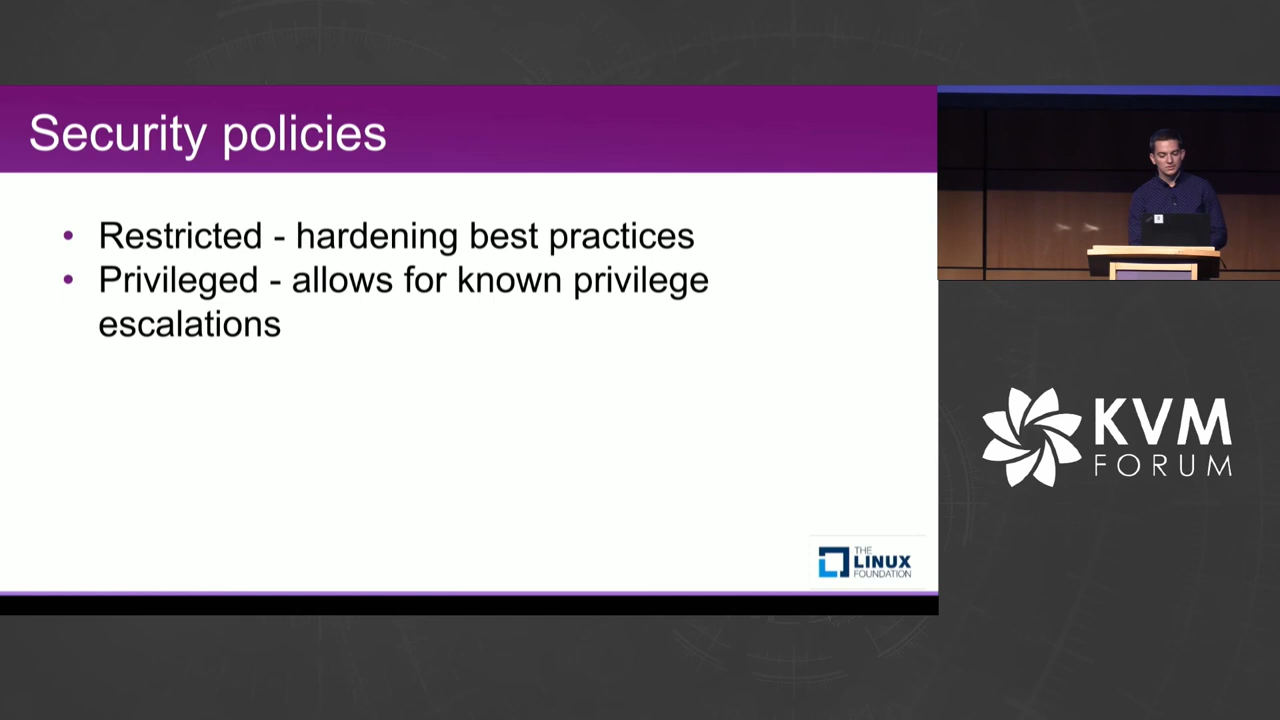 Security policies
• Restricted - hardening best practices
• Privileged - allows for known privilege
escalations
THE
LINUX
FOUNDATION
KVM
FORUM